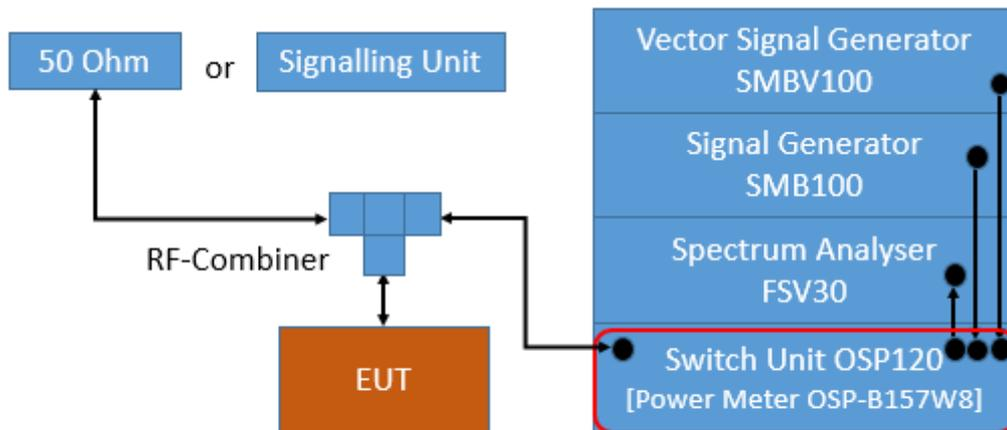 50 Ohm
or
Signalling Unit
RF-Combiner
EUT
Vector Signal Generator
SMBV100
Signal Generator
SMB100
Spectrum Analyser
FSV30
Switch Unit OSP120
[Power Meter OSP-B157W8]